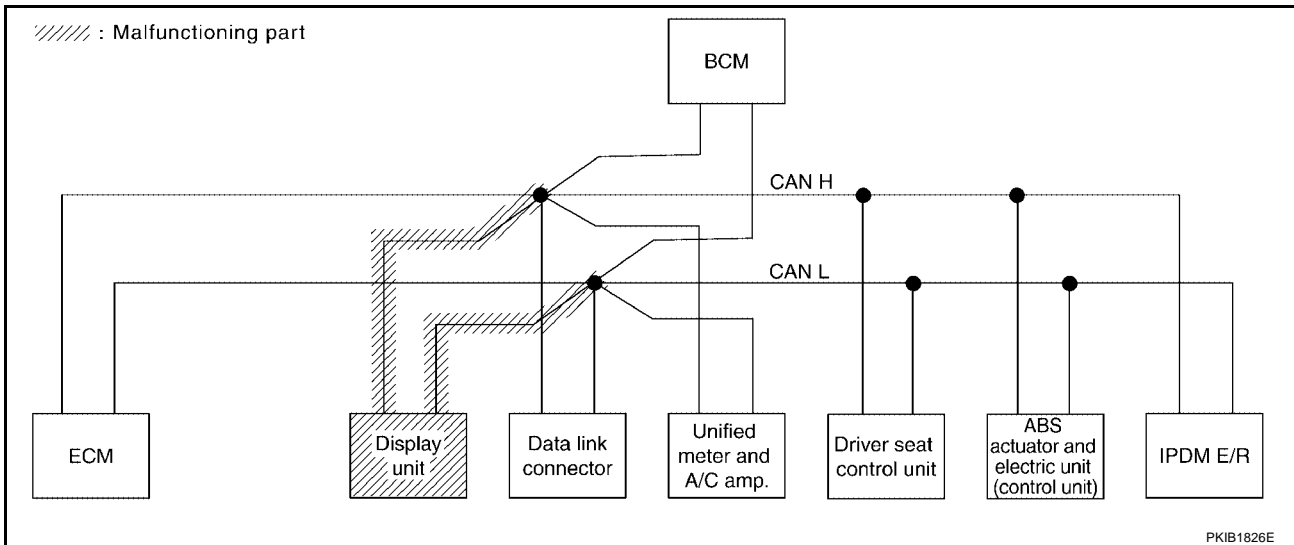 : Malfunctioning part
BCM
CAN H
CAN L
ECM
Display
unit
Data link
connector
Unified
meter and
A/C amp.
Driver seat
control unit
ABS
actuator and
electric unit
(control unit)
IPDM E/R
PKIB1826E